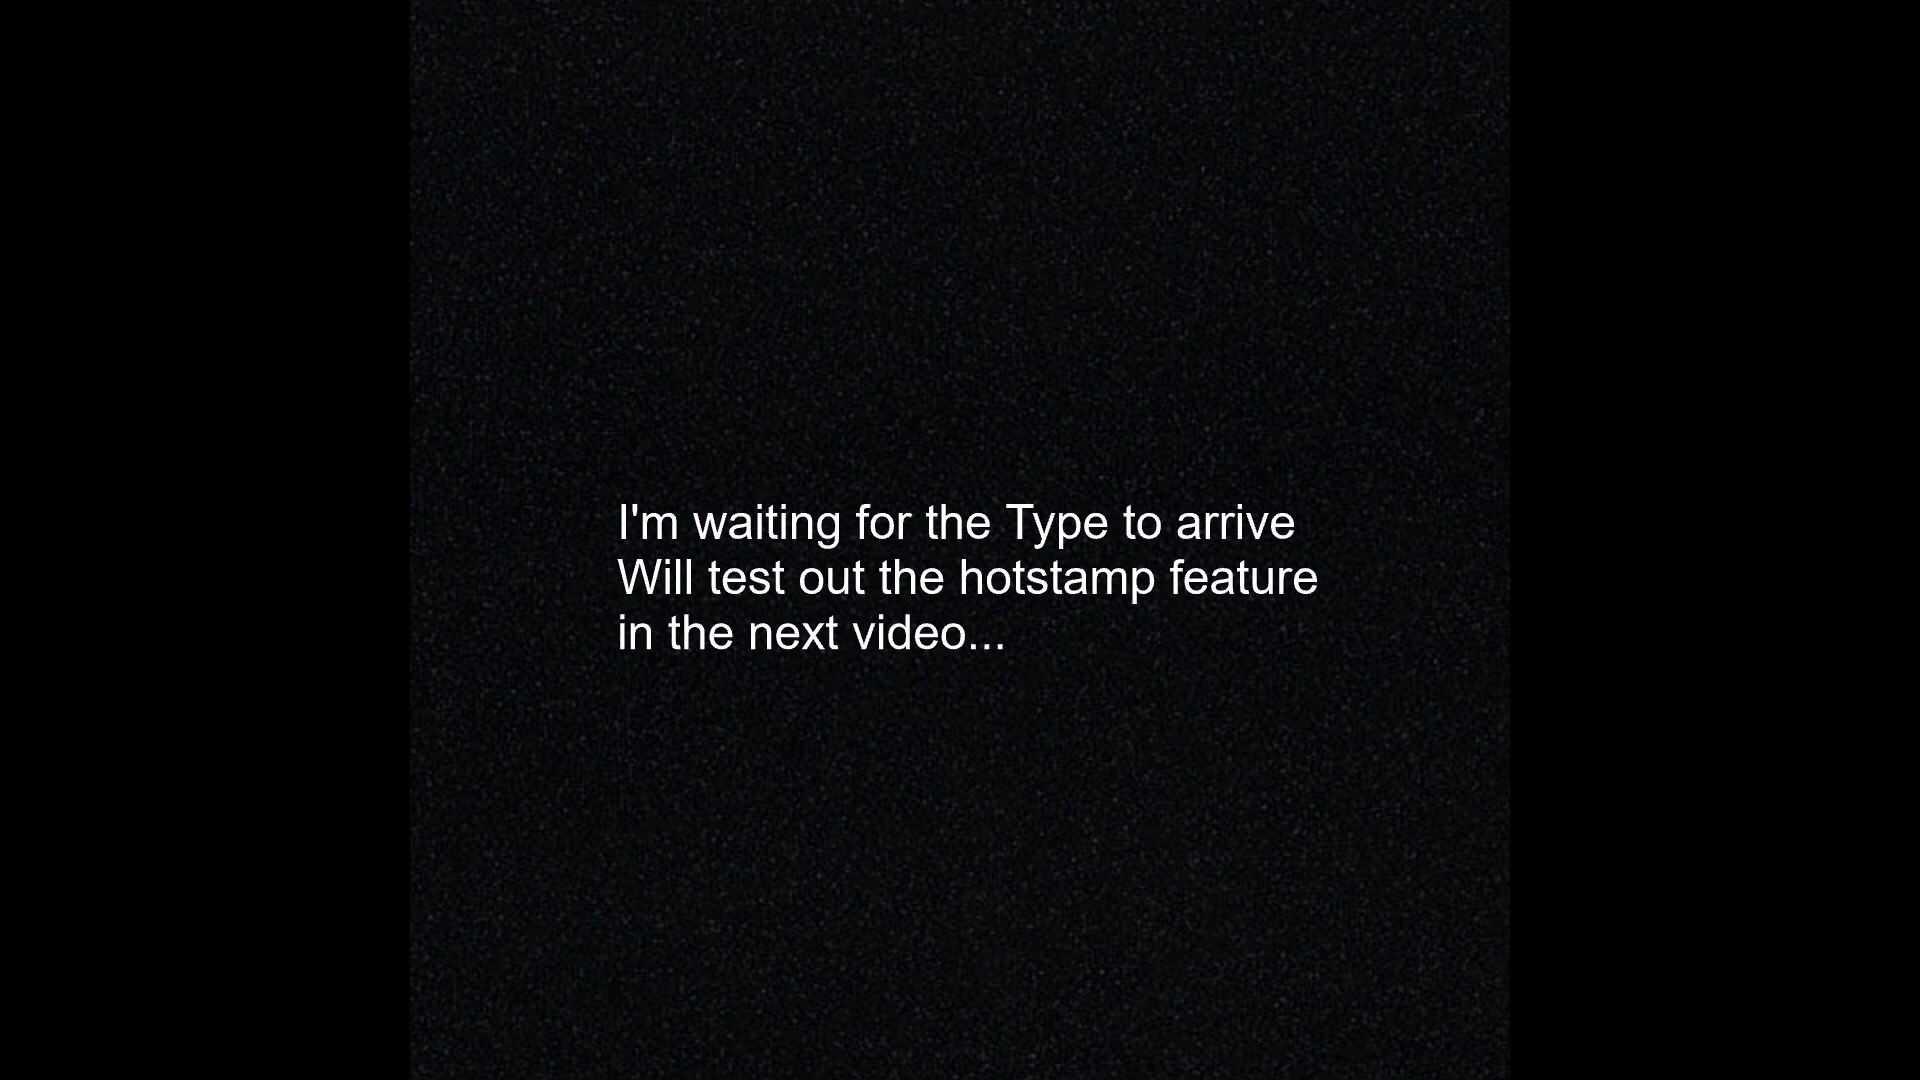 I'm waiting for the Type to arrive
Will test out the hotstamp feature
in the next video...